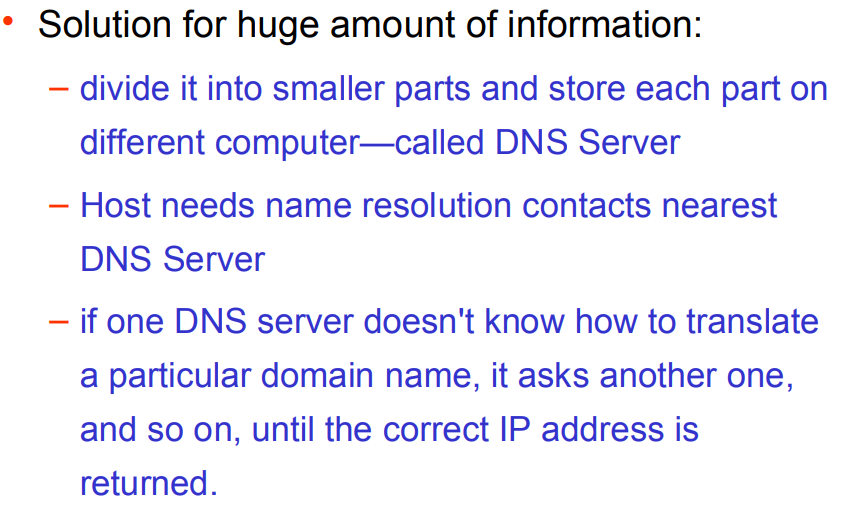 • Solution for huge amount of information:
– divide it into smaller parts and store each part on
different computer—called DNS Server
– Host needs name resolution contacts nearest
DNS Server
– if one DNS server doesn't know how to translate
a particular domain name, it asks another one,
and so on, until the correct IP address is
returned.